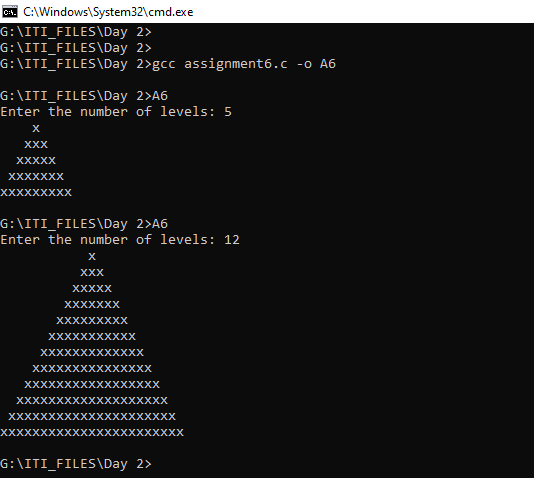 C:\Windows\System32\cmd.exe
G:\ITI_FILES\Day 2>
G:\ITI_FILES\Day 2>
G:\ITI_FILES\Day 2>gcc assignment6.c -o A6
G:\ITI_FILES\Day 2>A6
Enter the number of levels: 5
    x
   xxx
  xxxxx
 xxxxxxx
xxxxxxxxx
G:\ITI_FILES\Day 2>A6
Enter the number of levels: 12
           x
          xxx
         xxxxx
        xxxxxxx
       xxxxxxxxx
      xxxxxxxxxxx
     xxxxxxxxxxxxx
    xxxxxxxxxxxxxxx
   xxxxxxxxxxxxxxxxx
  xxxxxxxxxxxxxxxxxxx
 xxxxxxxxxxxxxxxxxxxxx
xxxxxxxxxxxxxxxxxxxxxxx
G:\ITI_FILES\Day 2>